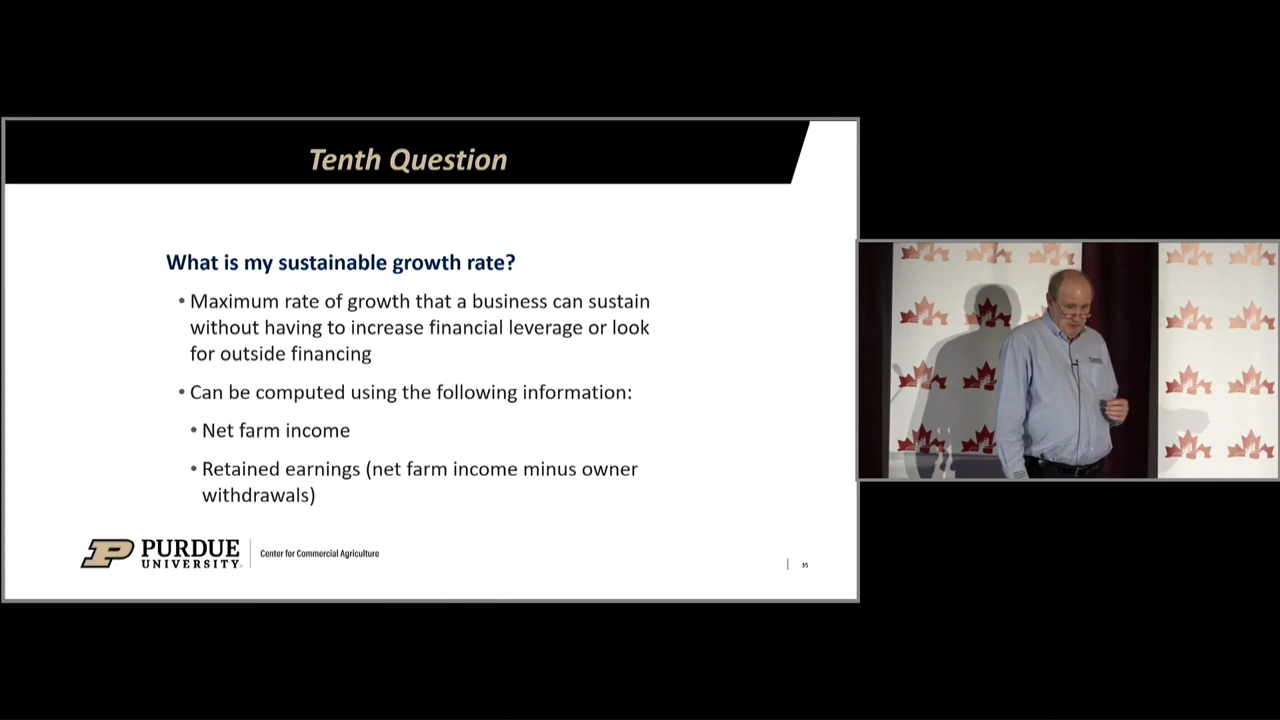 Tenth Question
What is my sustainable growth rate?
• Maximum rate of growth that a business can sustain
without having to increase financial leverage or look
for outside financing
• Can be computed using the following information:
• Net farm income
• Retained earnings (net farm income minus owner
withdrawals)
PURDUE
UNIVERSITY®
Center for Commercial Agriculture
35